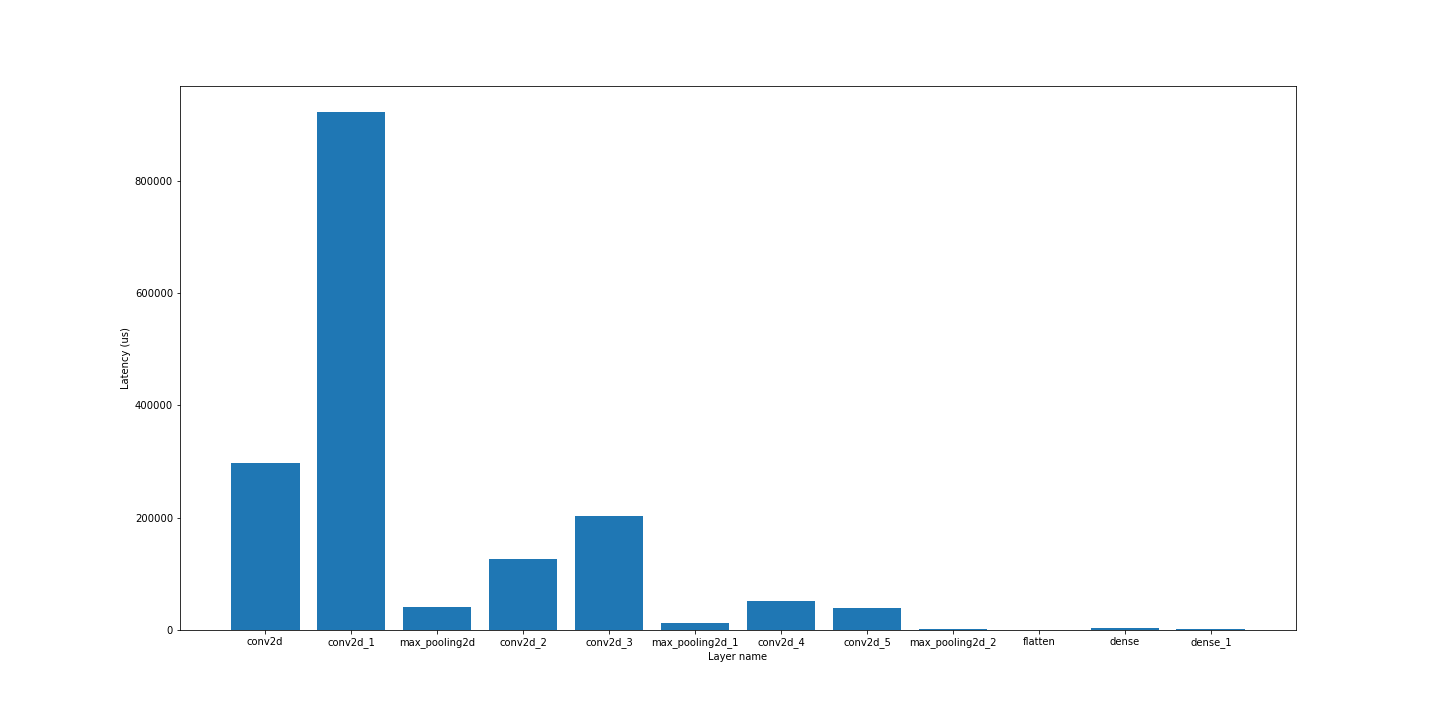 800000
600000
400000
200000
0
Latency (us)
conv2d conv2d_1 max_pooling2d conv2d_2 conv2d_3 max_pooling2d_1 conv2d_4 conv2d_5 max_pooling2d_2 flatten dense dense_1
Layer name